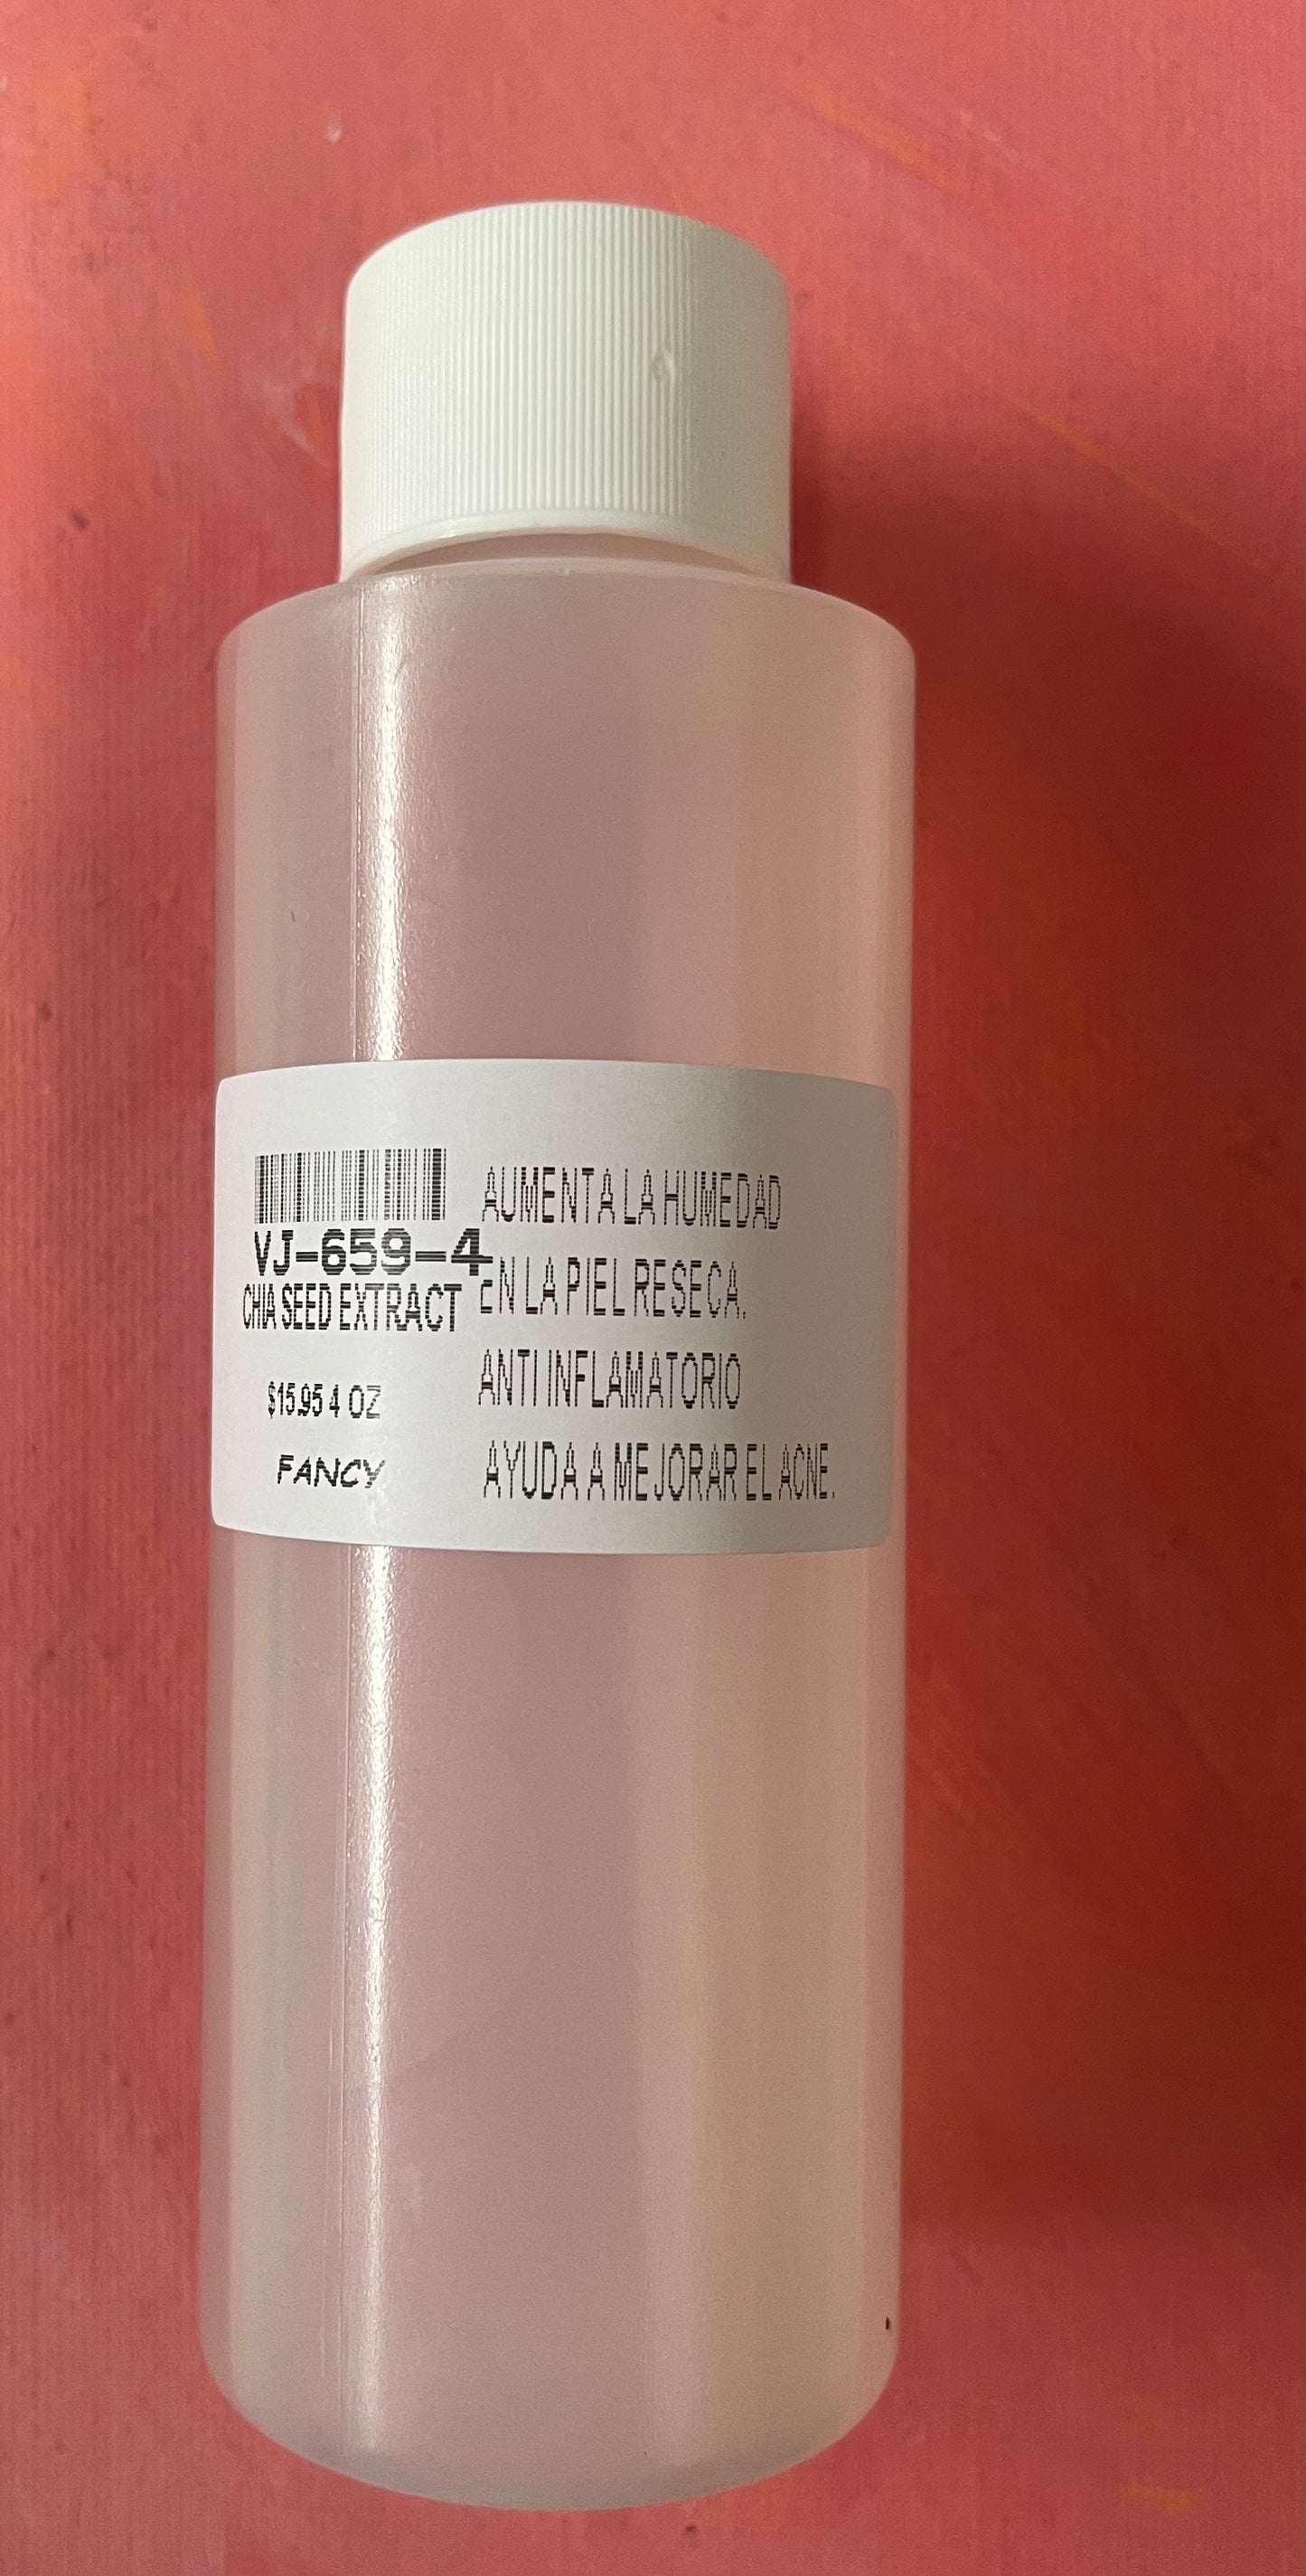 VJ-659-4
CHIA SEED EXTRACT
$15.95 4 OZ
FANCY
AUMENTA LA HUMEDAD
EN LA PIEL RESECA.
ANTI INFLAMATORIO
AYUDA A MEJORAR EL ACNE.